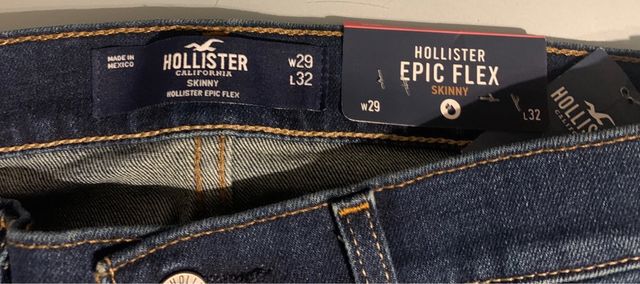 MADE IN
MEXICO
HOLLISTER
CALIFORNIA
SKINNY
HOLLISTER EPIC FLEX
W29
L32
HOLLISTER
EPIC FLEX
SKINNY
W29
L32
HOLLISTER
CALIFORNIA
HOLLISTER